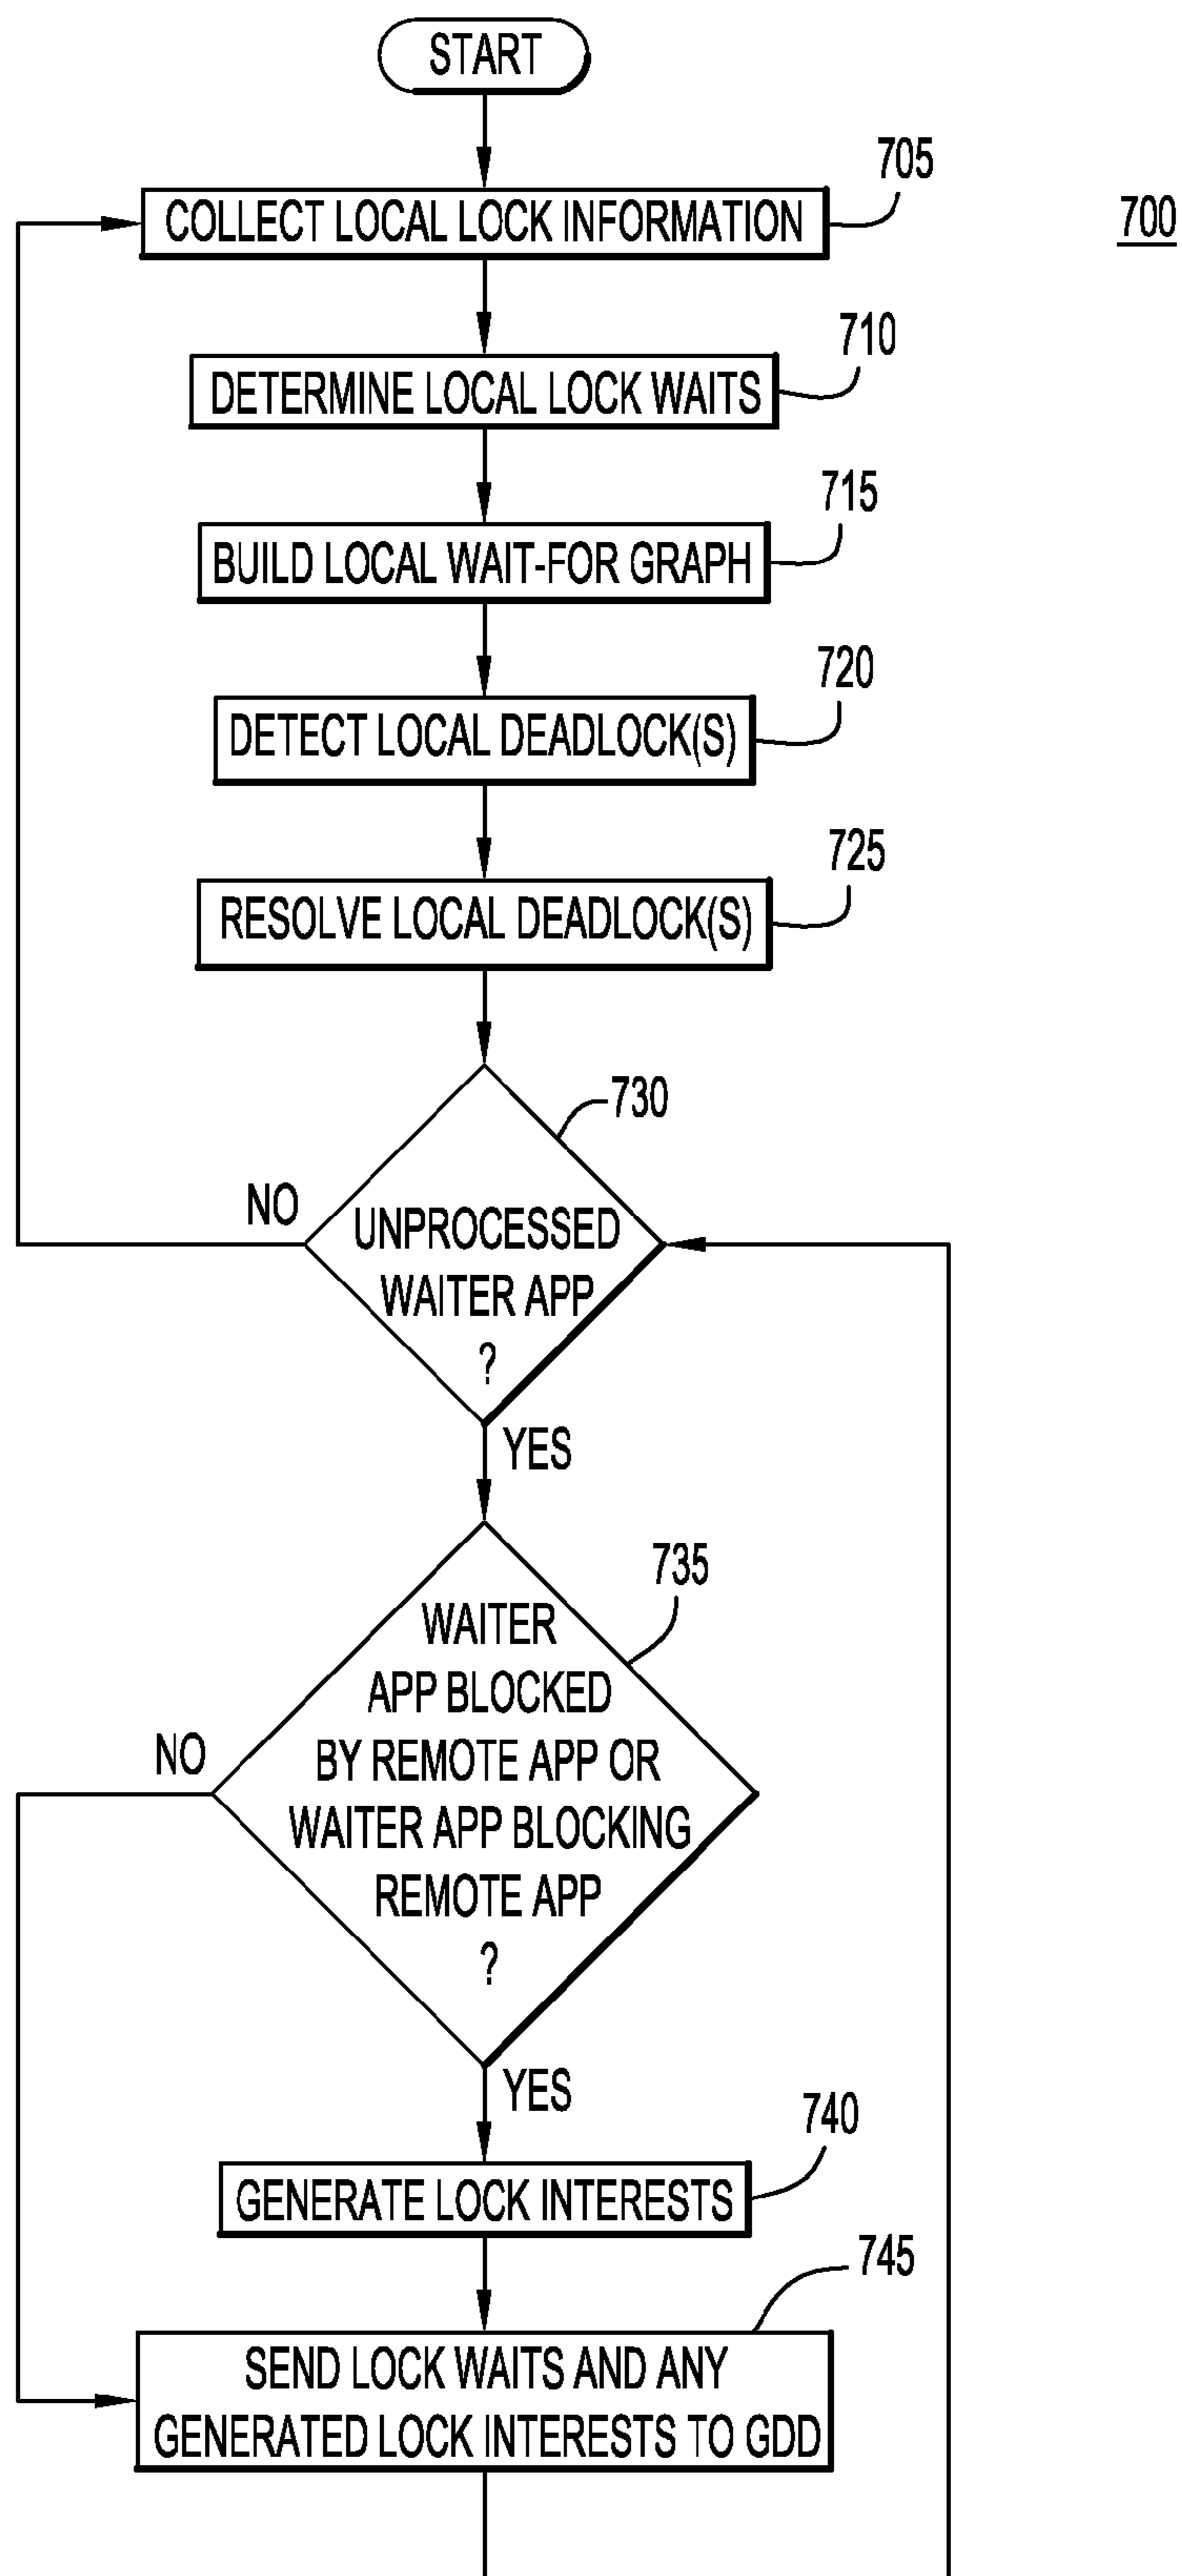 START
705
COLLECT LOCAL LOCK INFORMATION
700
710
DETERMINE LOCAL LOCK WAITS
715
BUILD LOCAL WAIT-FOR GRAPH
720
DETECT LOCAL DEADLOCK(S)
725
RESOLVE LOCAL DEADLOCK(S)
730
NO
UNPROCESSED
WAITER APP
?
YES
735
WAITER
APP BLOCKED
NO
BY REMOTE APP OR
WAITER APP BLOCKING
REMOTE APP
?
YES
740
GENERATE LOCK INTERESTS
745
SEND LOCK WAITS AND ANY
GENERATED LOCK INTERESTS TO GDD